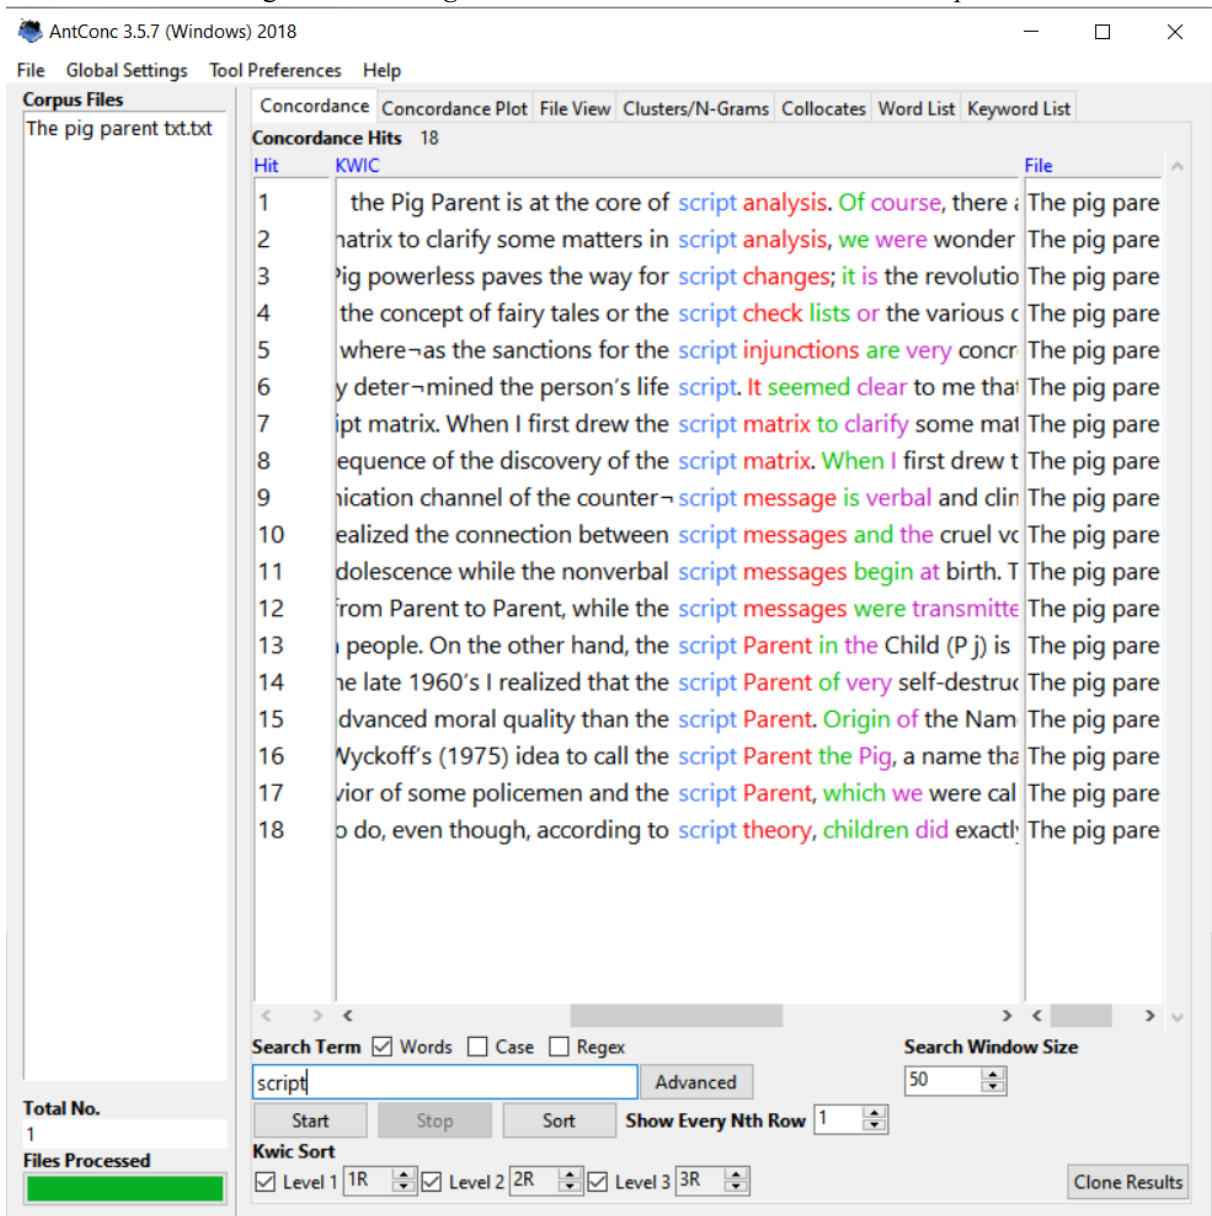 AntConc 3.5.7 (Windows) 2018
File Global Settings Tool Preferences Help
Corpus Files
The pig parent txt.txt
Concordance Concordance Plot File View Clusters/N-Grams Collocates Word List Keyword List
Concordance Hits 18
Hit KWIC File
1 the Pig Parent is at the core of script analysis. Of course, there The pig pare
2 matters in script analysis, we were wonder The pig pare
3 Pig powerless paves the way for script changes; it is the revolutio The pig pare
4 the concept of fairy tales or the script check lists or the various The pig pare
5 where¬as the sanctions for the script injunctions are very concr The pig pare
6 y deter¬mined the person's life script. It seemed clear to me that The pig pare
7 ipt matrix. When I first drew the script matrix to clarify some mat The pig pare
8 equence of the discovery of the script matrix. When I first drew t The pig pare
9 nication channel of the counter¬ script message is verbal and clin The pig pare
10 ealized the connection between script messages and the cruel vo The pig pare
11 dolescence while the nonverbal script messages begin at birth. T The pig pare
12 from Parent to Parent, while the script messages were transmitte The pig pare
13 people. On the other hand, the script Parent in the Child (P j) is The pig pare
14 he late 1960's I realized that the script Parent of very self-destruc The pig pare
15 dvanced moral quality than the script Parent. Origin of the Nam The pig pare
16 Wyckoff's (1975) idea to call the script Parent the Pig, a name tha The pig pare
17 vior of some policemen and the script Parent, which we were cal The pig pare
18 o do, even though, according to script theory, children did exactly The pig pare
Search Term Words Case Regex Search Window Size
script Advanced 50
Total No.
Start Stop Sort Show Every Nth Row 1
1
Files Processed
Kwic Sort
Level 1 1R Level 2 2R Level 3 3R Clone Results